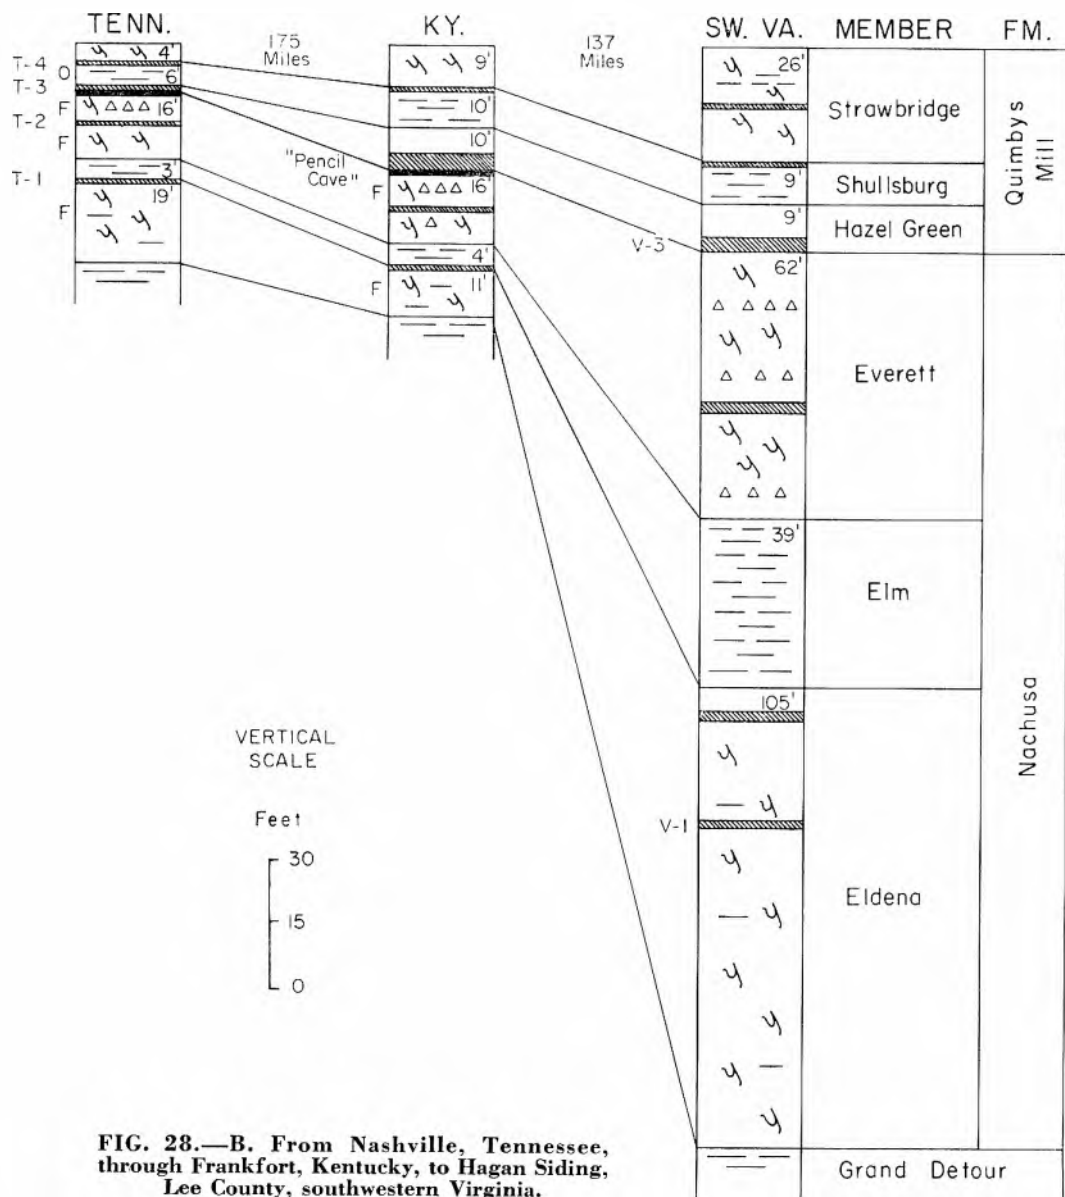 TENN. KY. SW. VA. MEMBER FM.
175 Miles
137 Miles
T-4
O
T-3
F
T-2
F
T-1
F
4'
6'
16'
3'
19'
"Pencil Cave"
F
F
9'
10'
10'
16'
4'
11'
V-3
V-1
26'
9'
9'
62'
39'
105'
Strawbridge
Shullsburg
Hazel Green
Everett
Elm
Eldena
Grand Detour
Quimbys Mill
Nachusa
VERTICAL
SCALE
Feet
30
15
0
FIG. 28.—B. From Nashville, Tennessee,
through Frankfort, Kentucky, to Hagan Siding,
Lee County, southwestern Virginia.